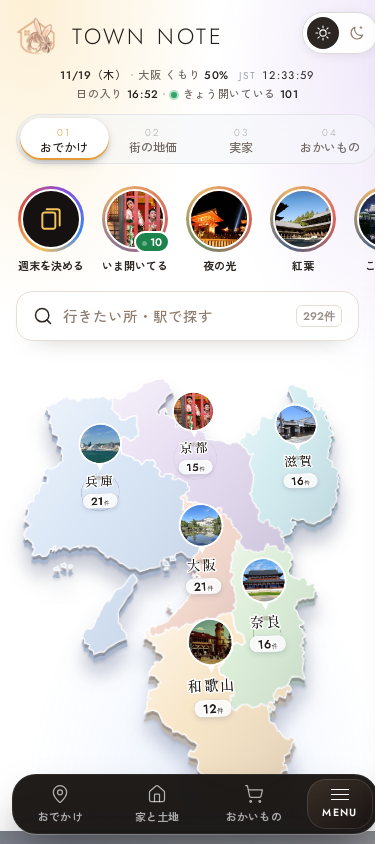 TOWN NOTE
11/19（木）・大阪 くもり 50% JST 12:33:59
日の入り 16:52・きょう開いている 101
01 02 03 04
おでかけ 街の地価 実家 おかいもの
10
週末を決める いま開いてる 夜の光 紅葉
行きたい所・駅で探す 292件
京都
15件
滋賀
16件
兵庫
21件
大阪
21件
奈良
16件
和歌山
12件
おでかけ 家と土地 おかいもの MENU